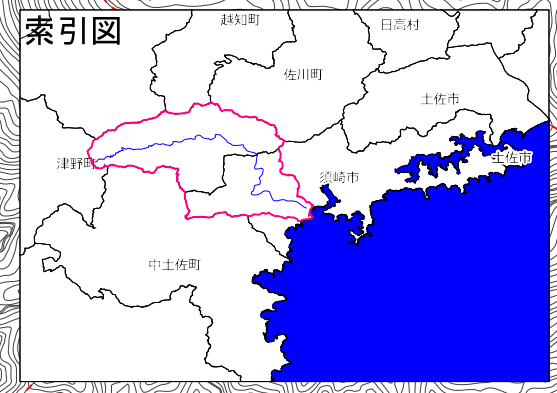 索引図
越知町
日高村
佐川町
土佐市
土佐市
津野町
須崎市
中土佐町